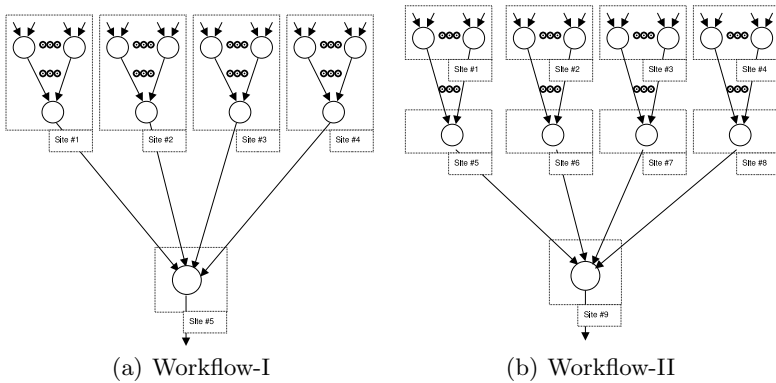 Site #1
Site #2
SIte #3
Site #4
SIte #5
(a) Workflow-I
SIte #1
SIte #2
SIte #3
SIte #4
SIte #5
SIte #6
SIte #7
SIte #8
SIte #9
(b) Workflow-II